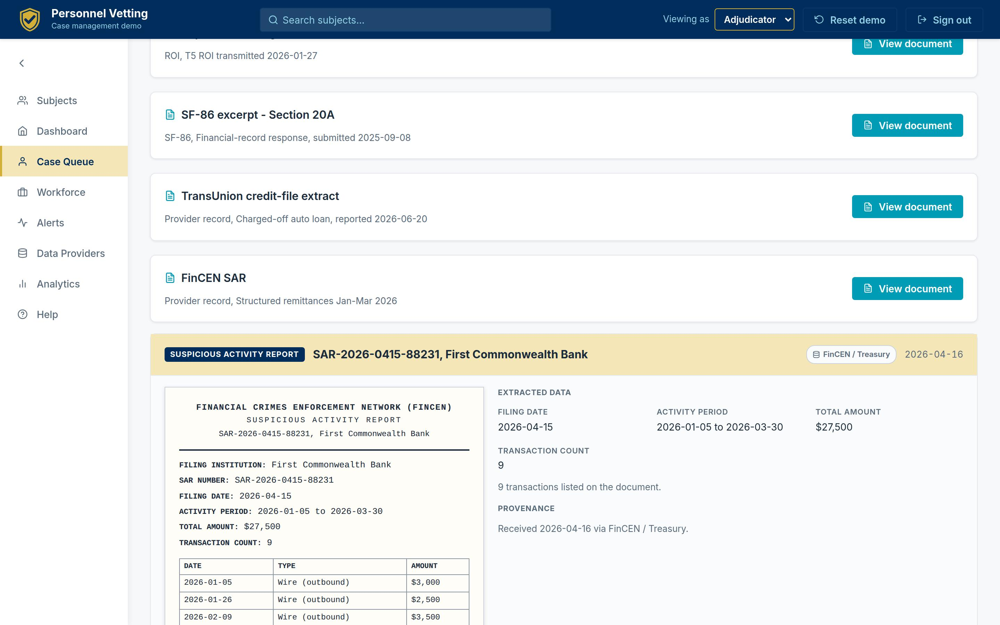 Personnel Vetting
Case management demo
Search subjects...
Viewing as
Adjudicator
Reset demo
Sign out
Subjects
Dashboard
Case Queue
Workforce
Alerts
Data Providers
Analytics
Help
View document
ROI, T5 ROI transmitted 2026-01-27
SF-86 excerpt - Section 20A
SF-86, Financial-record response, submitted 2025-09-08
View document
TransUnion credit-file extract
Provider record, Charged-off auto loan, reported 2026-06-20
View document
FinCEN SAR
Provider record, Structured remittances Jan-Mar 2026
View document
SUSPICIOUS ACTIVITY REPORT
SAR-2026-0415-88231, First Commonwealth Bank
FinCEN / Treasury
2026-04-16
FINANCIAL CRIMES ENFORCEMENT NETWORK (FINCEN)
SUSPICIOUS ACTIVITY REPORT
SAR-2026-0415-88231, First Commonwealth Bank
FILING INSTITUTION: First Commonwealth Bank
SAR NUMBER: SAR-2026-0415-88231
FILING DATE: 2026-04-15
ACTIVITY PERIOD: 2026-01-05 to 2026-03-30
TOTAL AMOUNT: $27,500
TRANSACTION COUNT: 9
DATE TYPE AMOUNT
2026-01-05 Wire (outbound) $3,000
2026-01-26 Wire (outbound) $2,500
2026-02-09 Wire (outbound) $3,500
EXTRACTED DATA
FILING DATE
2026-04-15
ACTIVITY PERIOD
2026-01-05 to 2026-03-30
TOTAL AMOUNT
$27,500
TRANSACTION COUNT
9
9 transactions listed on the document.
PROVENANCE
Received 2026-04-16 via FinCEN / Treasury.